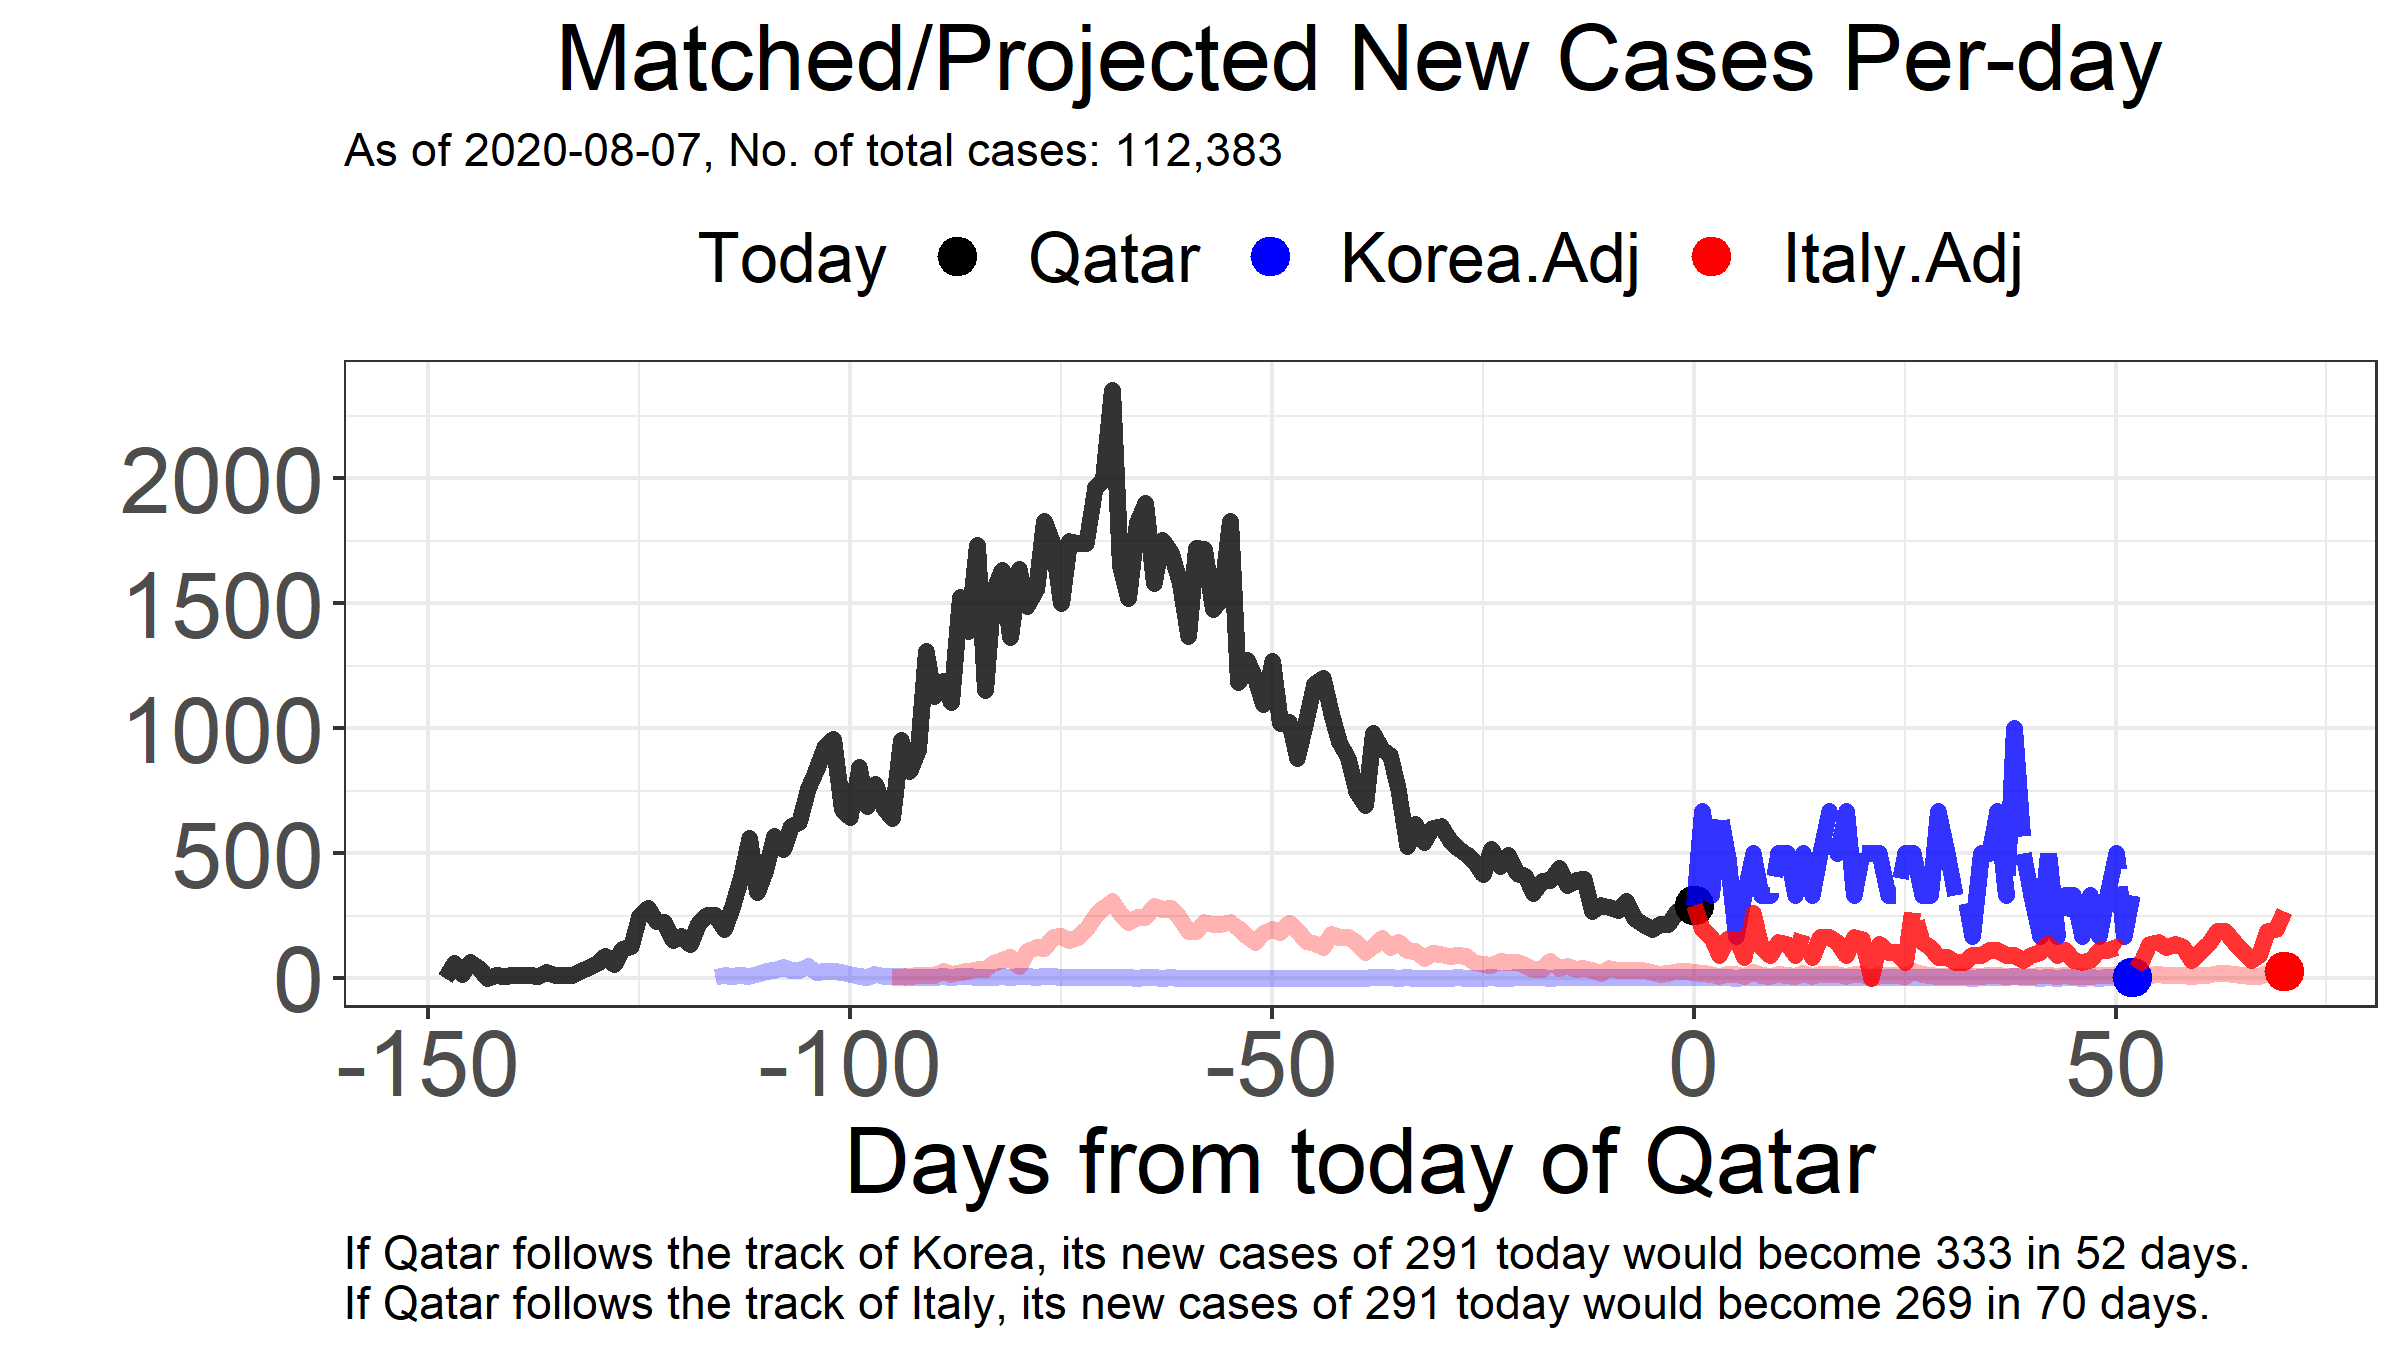 Matched/Projected New Cases Per-day
As of 2020-08-07, No. of total cases: 112,383
Today Qatar Korea.Adj Italy.Adj
2000
1500
1000
500
0
-150 -100 -50 0 50
Days from today of Qatar
If Qatar follows the track of Korea, its new cases of 291 today would become 333 in 52 days.
If Qatar follows the track of Italy, its new cases of 291 today would become 269 in 70 days.